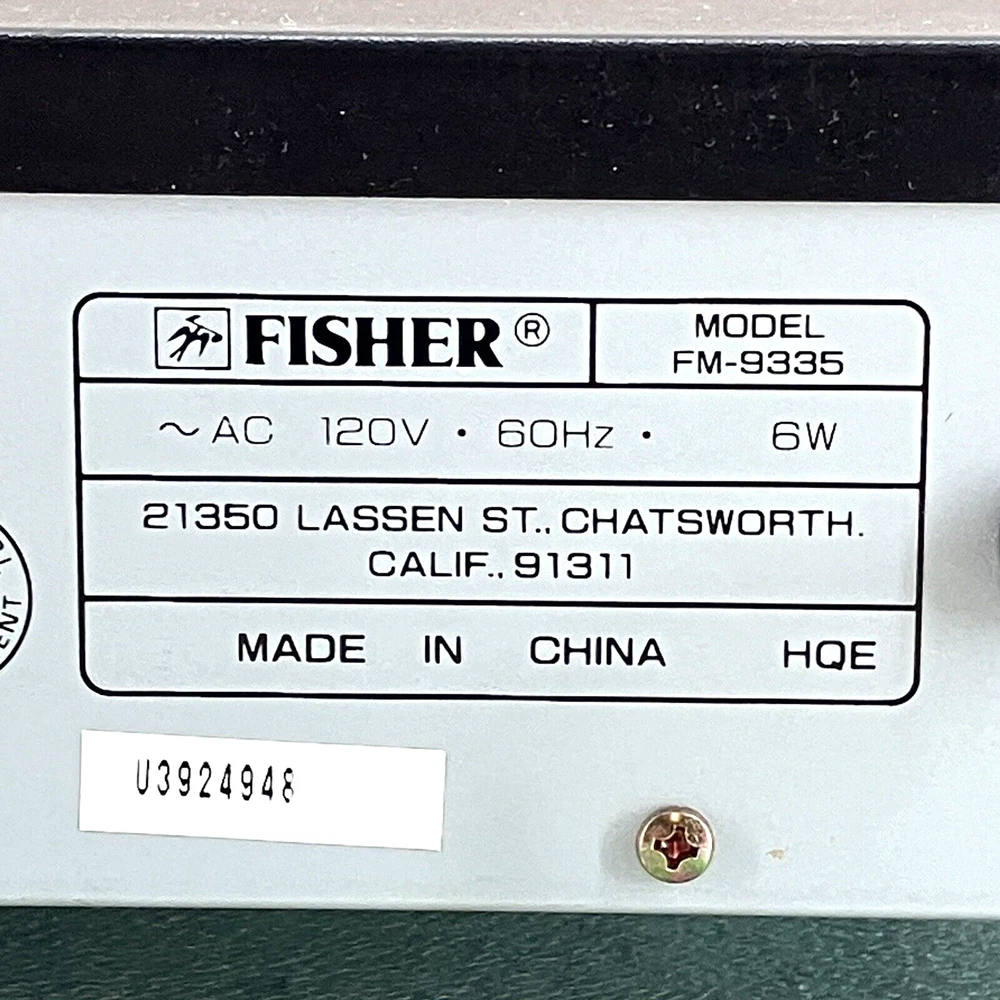 FISHER®
MODEL
FM-9335
~AC 120V · 60Hz · 6W
21350 LASSEN ST., CHATSWORTH.
CALIF., 91311
MADE IN CHINA HQE
U3924948